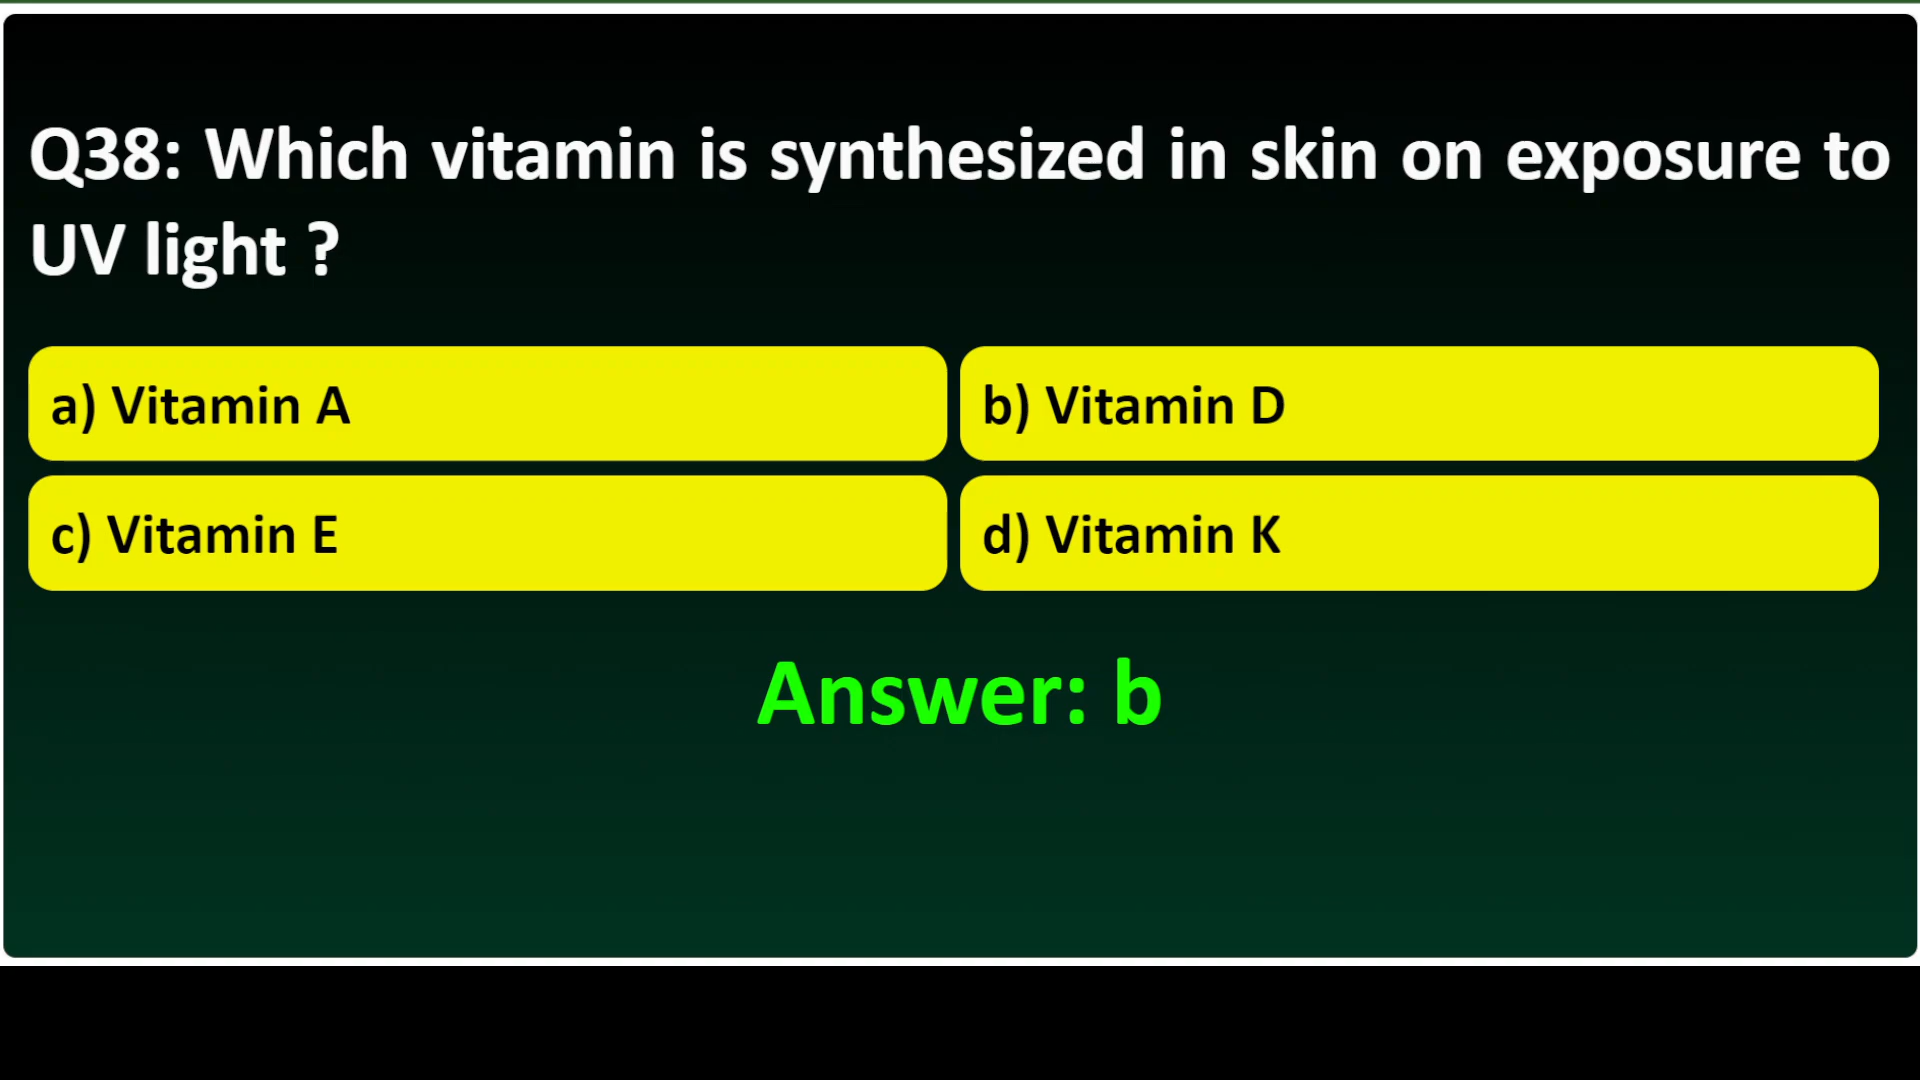 Q38: Which vitamin is synthesized in skin on exposure to
UV light ?
a) Vitamin A
b) Vitamin D
c) Vitamin E
d) Vitamin K
Answer: b